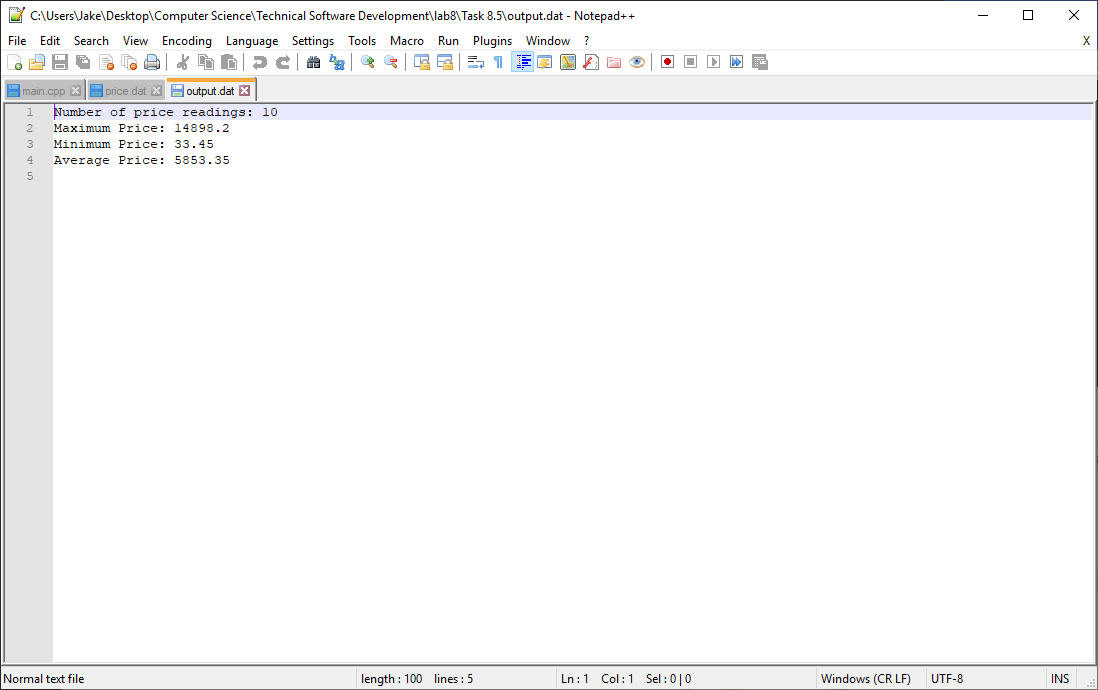 C:\Users\Jake\Desktop\Computer Science\Technical Software Development\lab8\Task 8.5\output.dat - Notepad++
File Edit Search View Encoding Language Settings Tools Macro Run Plugins Window ? X
main.cpp price.dat output.dat
1 Number of price readings: 10
2 Maximum Price: 14898.2
3 Minimum Price: 33.45
4 Average Price: 5853.35
5
Normal text file length : 100 lines : 5 Ln : 1 Col : 1 Sel : 0 | 0 Windows (CR LF) UTF-8 INS